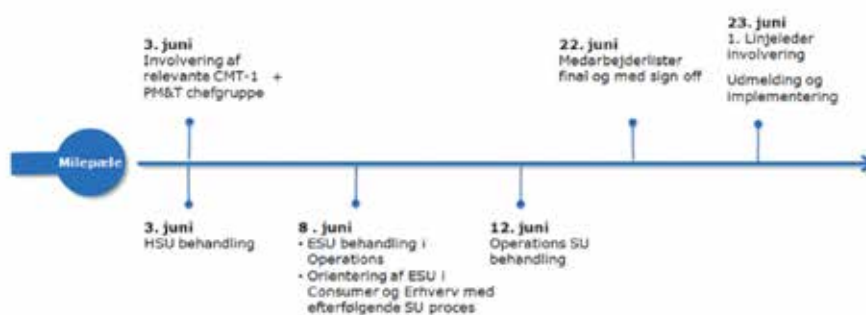 3. juni
Involvering af
relevante CMT-1 +
PM&T chefgruppe
22. juni
Medarbejderlister
final og med sign off
23. juni
1. Linjeleder
involvering
Udmelding og
implementering
Milepæle
3. juni
HSU behandling
8 . juni
• ESU behandling i
Operations
• Orientering af ESU i
Consumer og Erhverv med
efterfølgende SU proces
12. juni
Operations SU
behandling